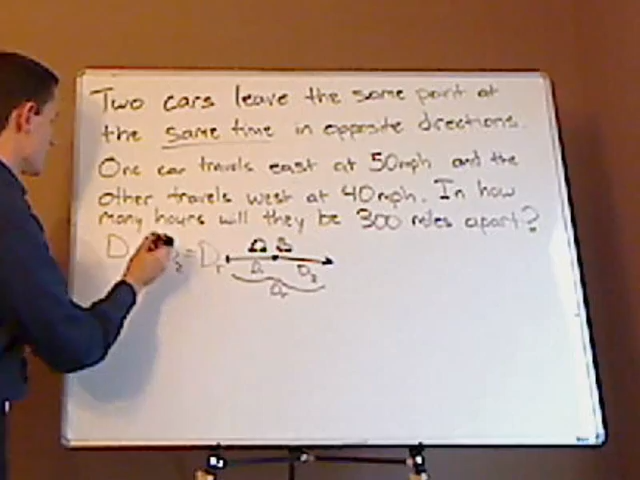 Two cars leave the same point at
the same time in opposite directions.
One car travels east at 50mph and the
other travels west at 40mph. In how
many hours will they be 300 miles apart?
D 2 = DT
D1 D2
DT